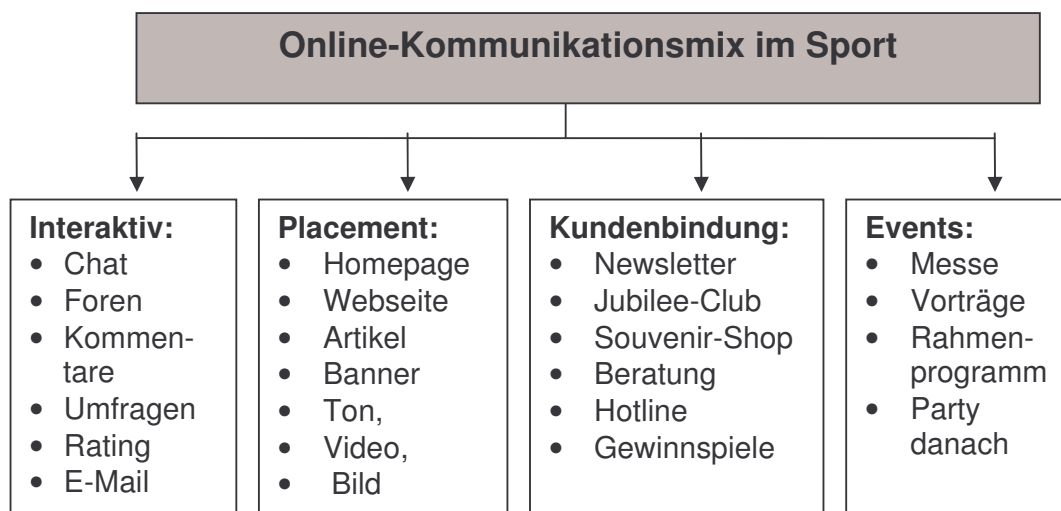 Online-Kommunikationsmix im Sport
Interaktiv:
• Chat
• Foren
• Kommen-
tare
• Umfragen
• Rating
• E-Mail
Placement:
• Homepage
• Webseite
• Artikel
• Banner
• Ton,
• Video,
• Bild
Kundenbindung:
• Newsletter
• Jubilee-Club
• Souvenir-Shop
• Beratung
• Hotline
• Gewinnspiele
Events:
• Messe
• Vorträge
• Rahmen-
programm
• Party
danach